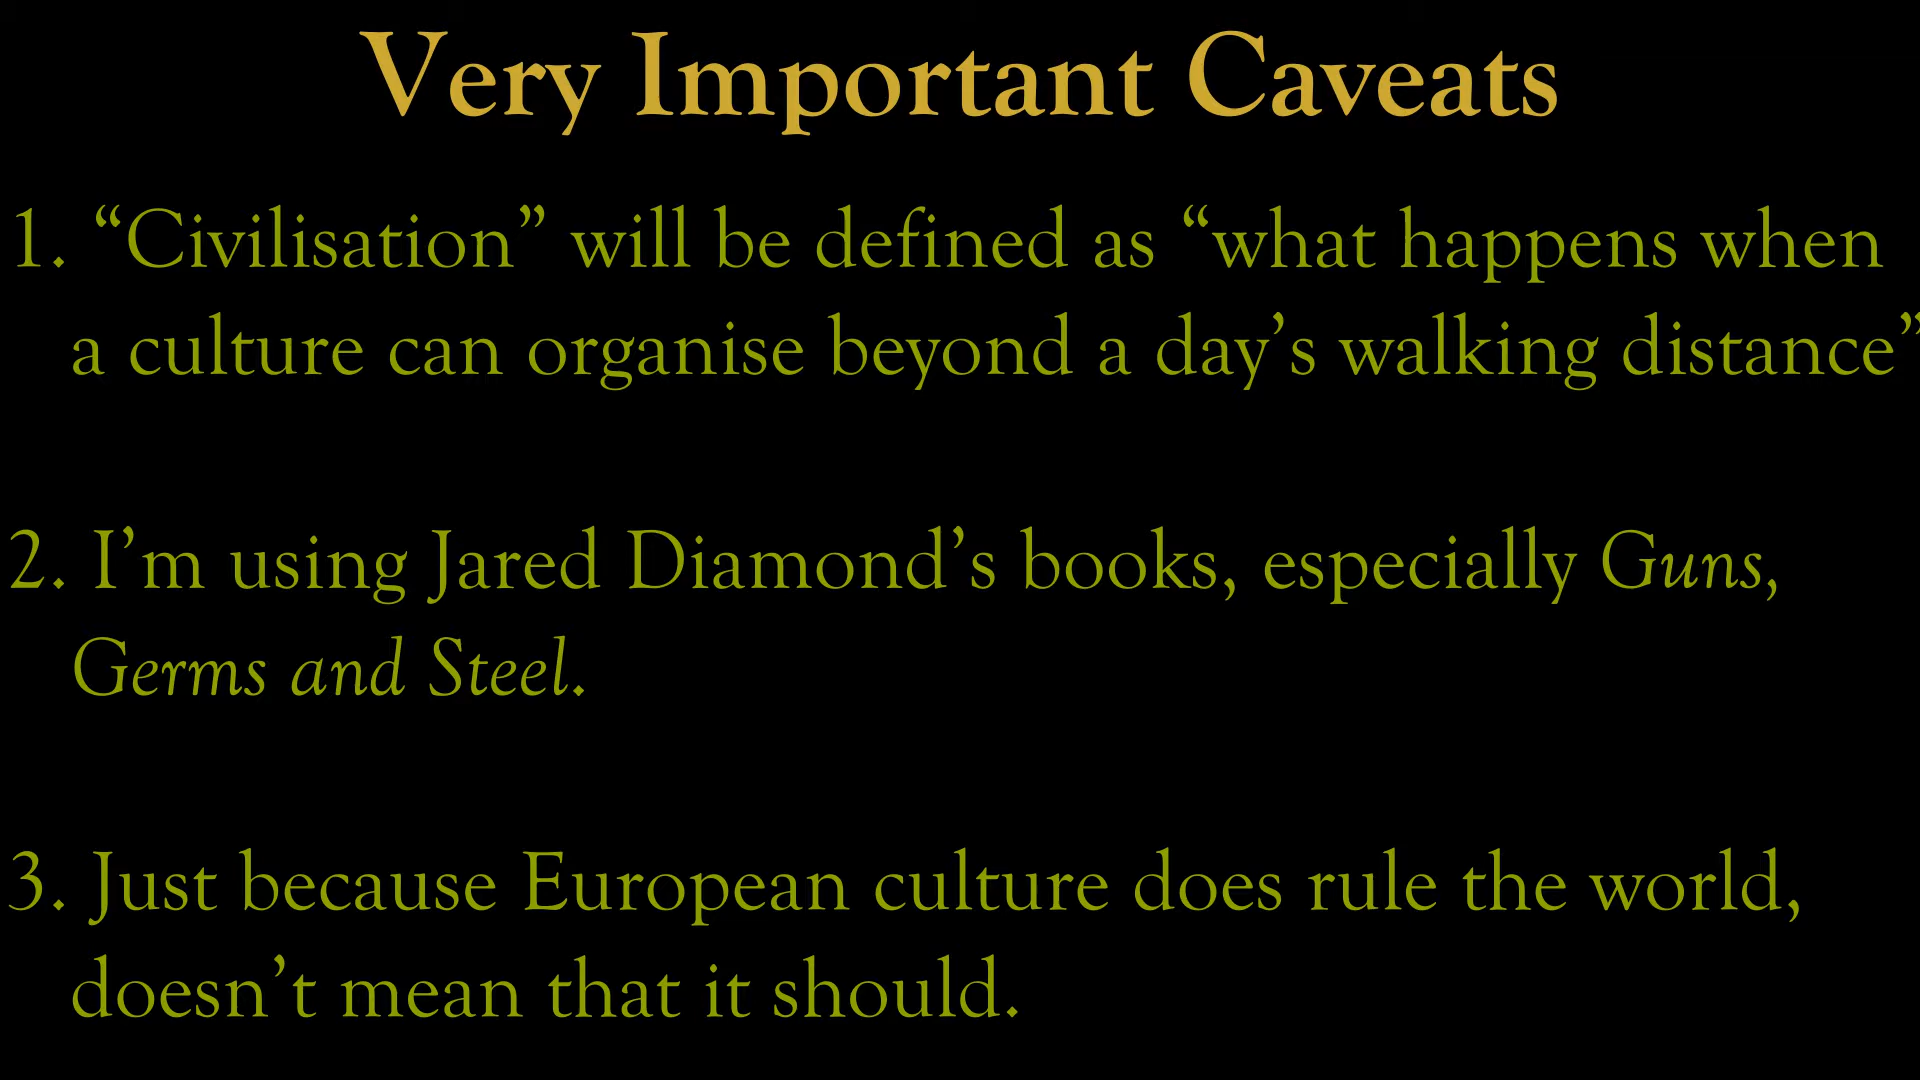 Very Important Caveats
1. “Civilisation” will be defined as “what happens when
a culture can organise beyond a day’s walking distance”
2. I’m using Jared Diamond’s books, especially Guns,
Germs and Steel.
3. Just because European culture does rule the world,
doesn’t mean that it should.